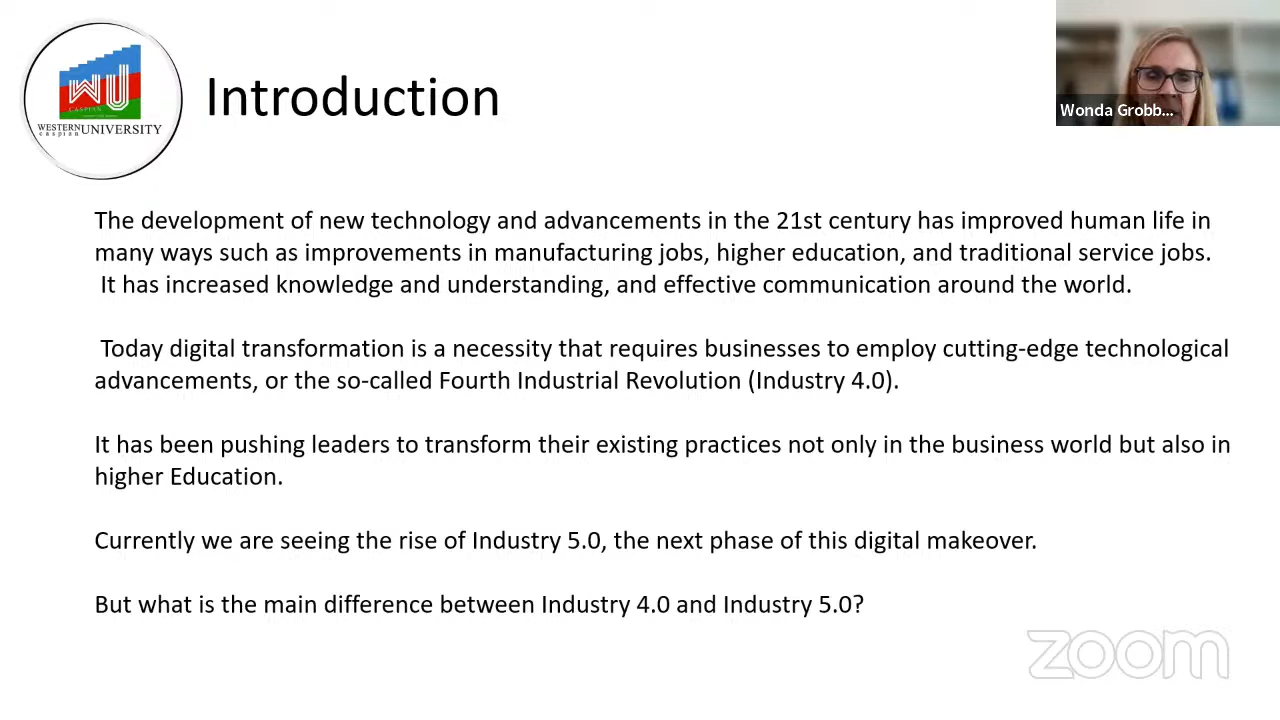 WU
CASPIAN
WESTERN UNIVERSITY
caspian
Introduction
Wonda Grobb...
The development of new technology and advancements in the 21st century has improved human life in
many ways such as improvements in manufacturing jobs, higher education, and traditional service jobs.
It has increased knowledge and understanding, and effective communication around the world.
Today digital transformation is a necessity that requires businesses to employ cutting-edge technological
advancements, or the so-called Fourth Industrial Revolution (Industry 4.0).
It has been pushing leaders to transform their existing practices not only in the business world but also in
higher Education.
Currently we are seeing the rise of Industry 5.0, the next phase of this digital makeover.
But what is the main difference between Industry 4.0 and Industry 5.0?
zoom